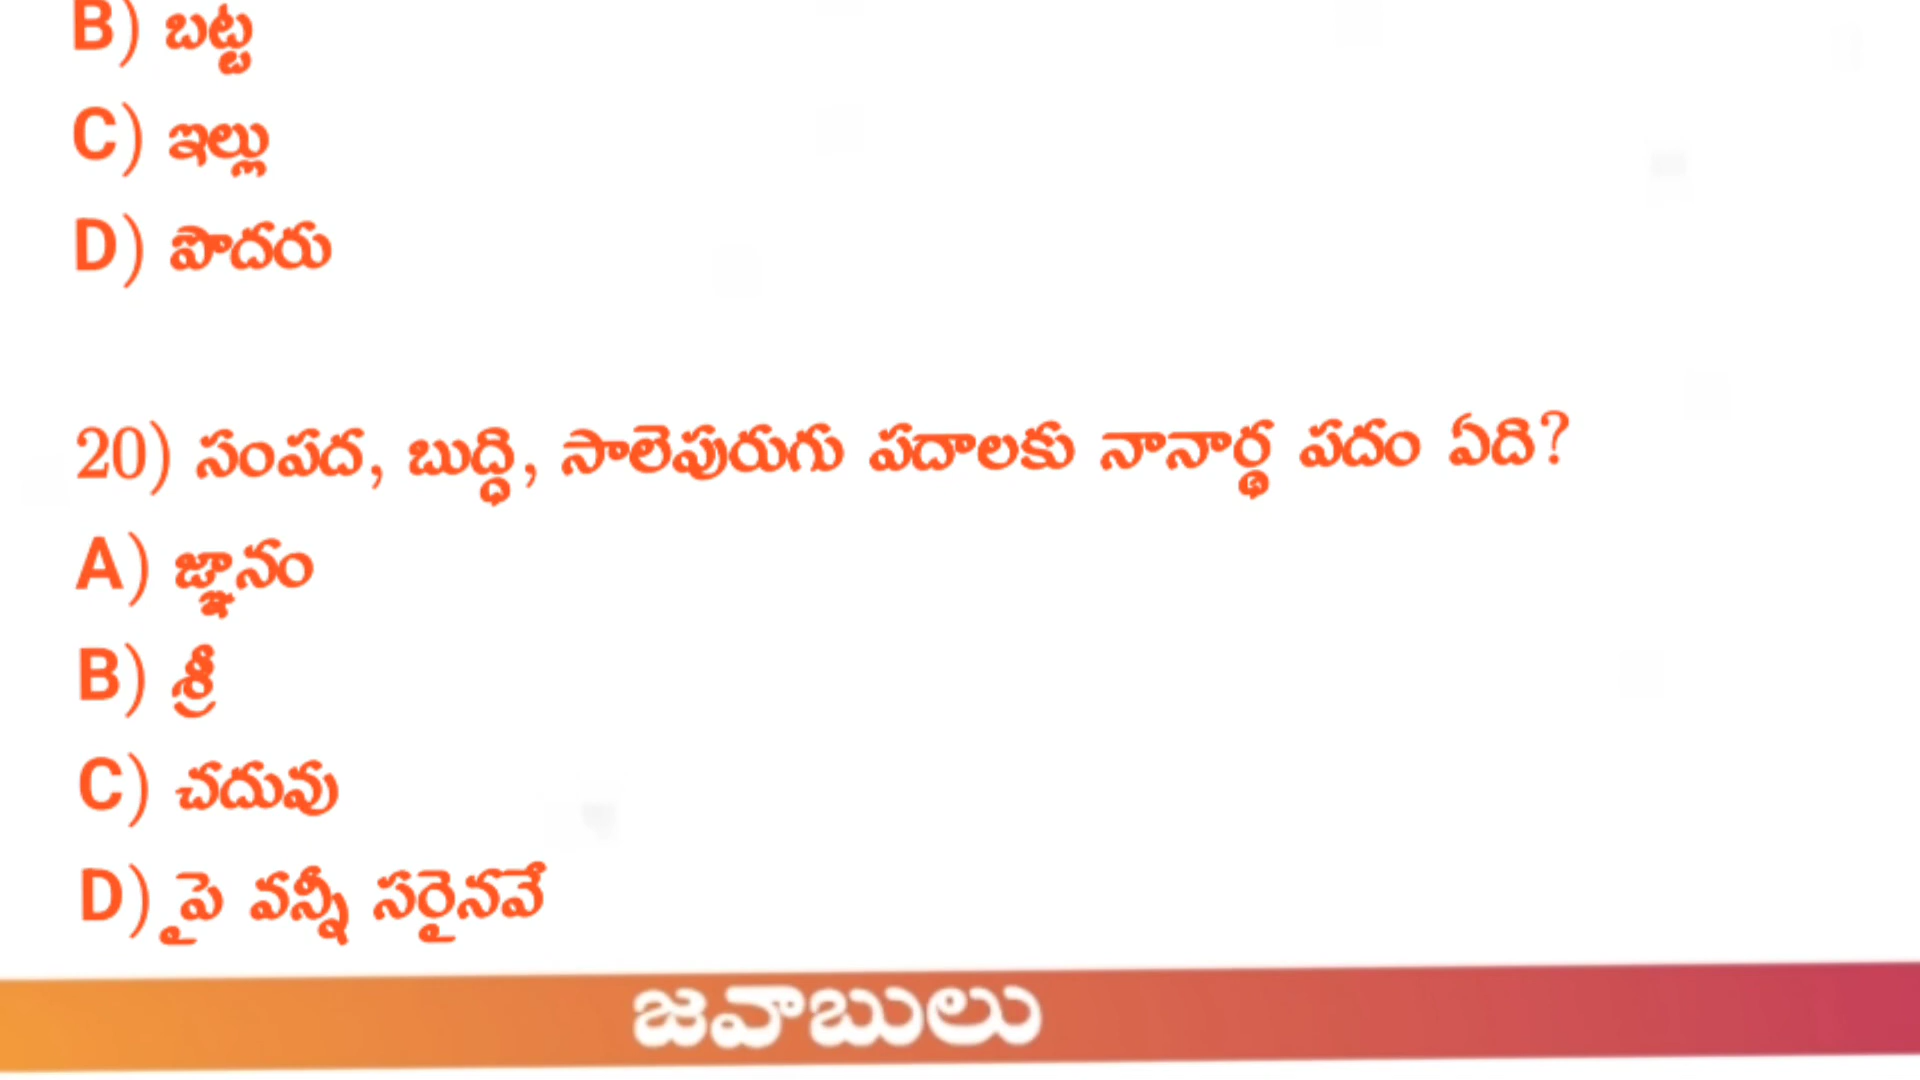 B) బట్ట
C) ఇల్లు
D) పొదరు
20) సంపద, బుద్ధి, సాలెపురుగు పదాలకు నానార్థ పదం ఏది?
A) జ్ఞానం
B) శ్రీ
C) చదువు
D) పై వన్నీ సరైనవే
జవాబులు